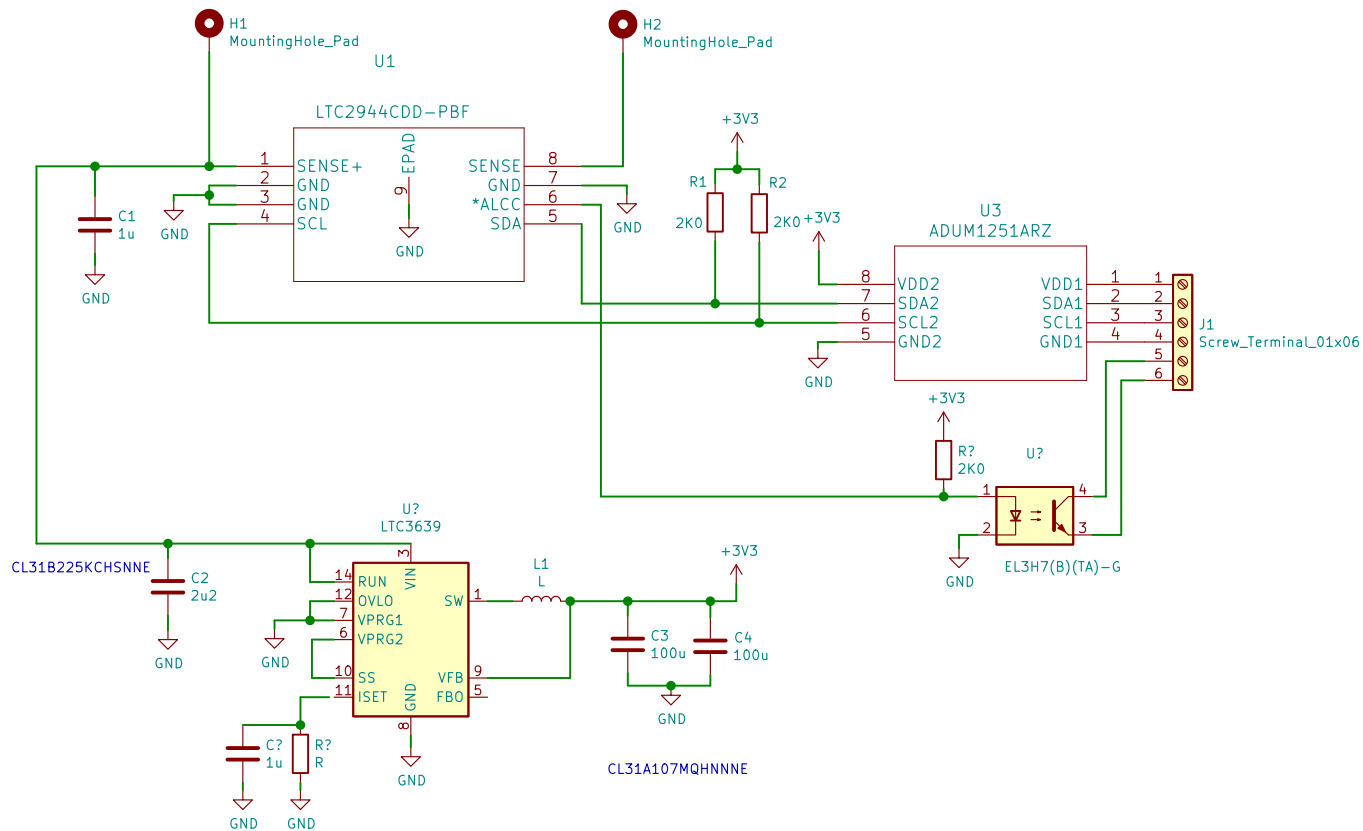 H1
MountingHole_Pad
H2
MountingHole_Pad
U1
LTC2944CDD-PBF
1
SENSE+
2
GND
3
GND
4
SCL
EPAD
9
GND
SENSE
8
GND
7
*ALCC
6
SDA
5
GND
GND
C1
1u
GND
+3V3
R1
2K0
R2
2K0
+3V3
U3
ADUM1251ARZ
8
VDD2
7
SDA2
6
SCL2
5
GND2
VDD1
1
SDA1
2
SCL1
3
GND1
4
1
2
3
4
5
6
J1
Screw_Terminal_01x06
GND
+3V3
R?
2K0
U?
1
2
4
3
EL3H7(B)(TA)-G
GND
U?
LTC3639
3
VIN
14
RUN
12
OVLO
7
VPRG1
6
VPRG2
10
SS
11
ISET
SW
1
VFB
9
FBO
5
GND
8
GND
CL31B225KCHSNNE
C2
2u2
GND
GND
L1
L
+3V3
C3
100u
C4
100u
GND
C?
1u
R?
R
GND
GND
CL31A107MQHNNNE